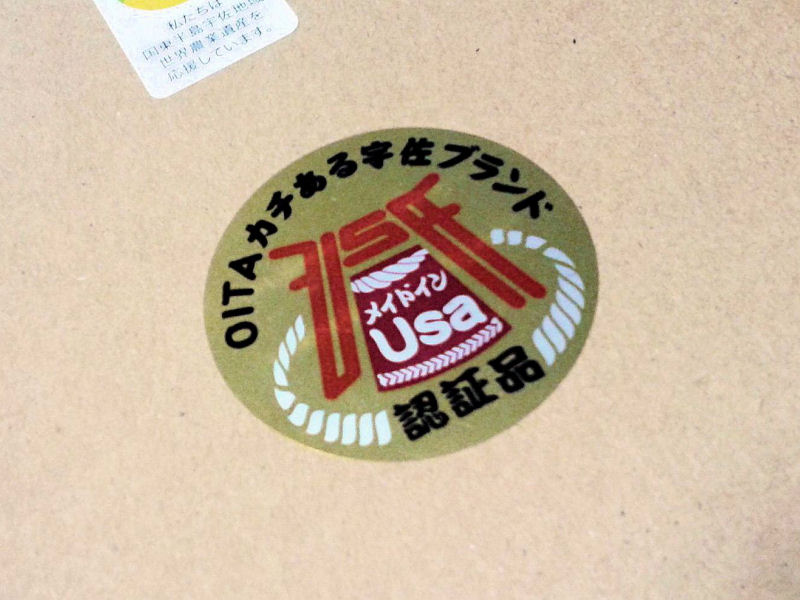 私たちは
国東半島宇佐地域
世界農業遺産を
応援しています。
OITAカチある宇佐ブランド
USA
メイドイン
Usa
認証品